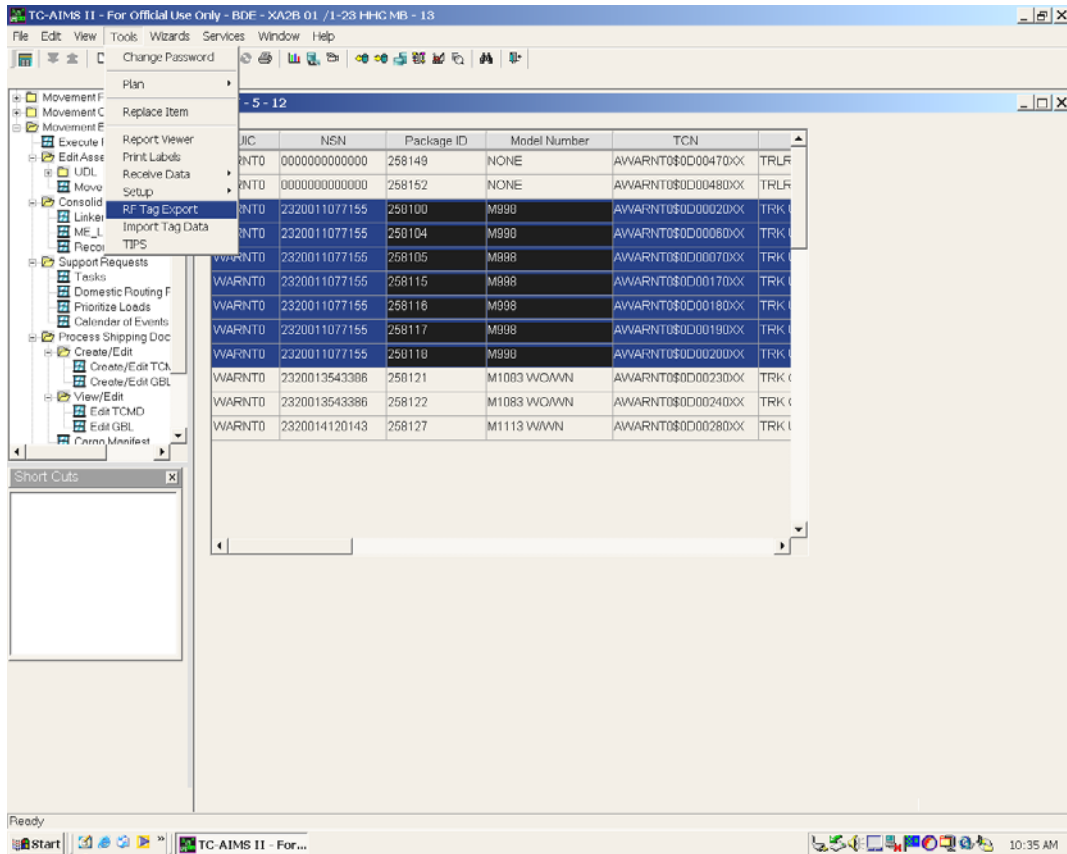 TC-AIMS II - For Official Use Only - BDE - XA2B 01 /1-23 HHC MB - 13
File Edit View Tools Wizards Services Window Help
Change Password
Plan
Replace Item
Report Viewer
Print Labels
Receive Data
Setup
RF Tag Export
Import Tag Data
TIPS
Movement F
Movement C
Movement E
Execute
Edit Asse
UDL
Move
Consolid
Linker
ME_L
Recor
Support Requests
Tasks
Domestic Routing F
Prioritize Loads
Calendar of Events
Process Shipping Doc
Create/Edit
Create/Edit TCM
Create/Edit GBL
View/Edit
Edit TCMD
Edit GBL
Cargo Manifest
Short Cuts
- 5 - 12
UIC NSN Package ID Model Number TCN
RNT0 0000000000000 258149 NONE AWARNT0$0D00470XX TRLR
RNT0 0000000000000 258152 NONE AWARNT0$0D00480XX TRLR
RNT0 2320011077155 258100 M998 AWARNT0$0D00020XX TRK U
RNT0 2320011077155 258104 M998 AWARNT0$0D00060XX TRK U
WARNT0 2320011077155 258105 M998 AWARNT0$0D00070XX TRK U
WARNT0 2320011077155 258115 M998 AWARNT0$0D00170XX TRK U
WARNT0 2320011077155 258116 M998 AWARNT0$0D00180XX TRK U
WARNT0 2320011077155 258117 M998 AWARNT0$0D00190XX TRK U
WARNT0 2320011077155 258118 M998 AWARNT0$0D00200XX TRK U
WARNT0 2320013543386 258121 M1083 WO/WN AWARNT0$0D00230XX TRK
WARNT0 2320013543386 258122 M1083 WO/WN AWARNT0$0D00240XX TRK
WARNT0 2320014120143 258127 M1113 W/WN AWARNT0$0D00280XX TRK U
Ready
Start
TC-AIMS II - For...
10:35 AM